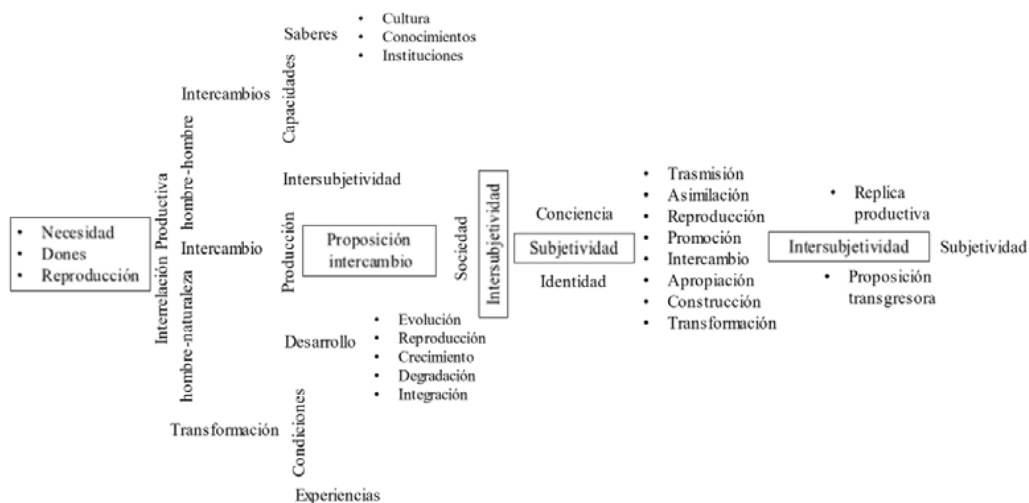 • Necesidad
• Dones
• Reproducción
Interrelación Productiva
hombre-hombre
hombre-naturaleza
Intercambios
Intercambio
Transformación
Saberes
• Cultura
• Conocimientos
• Instituciones
Capacidades
Intersubjetividad
Producción
Proposición
intercambio
Desarrollo
• Evolución
• Reproducción
• Crecimiento
• Degradación
• Integración
Condiciones
Experiencias
Sociedad
Intersubjetividad
Conciencia
Subjetividad
Identidad
• Trasmisión
• Asimilación
• Reproducción
• Promoción
• Intercambio
• Apropiación
• Construcción
• Transformación
• Replica
productiva
Intersubjetividad
• Proposición
transgresora
Subjetividad